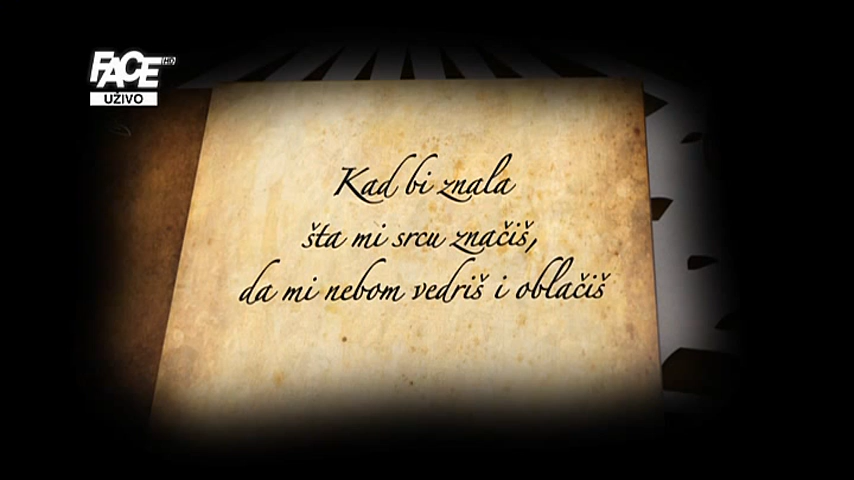 FACE HD
UŽIVO
Kad bi znala
šta mi srcu značiš,
da mi nebom vedriš i oblačiš